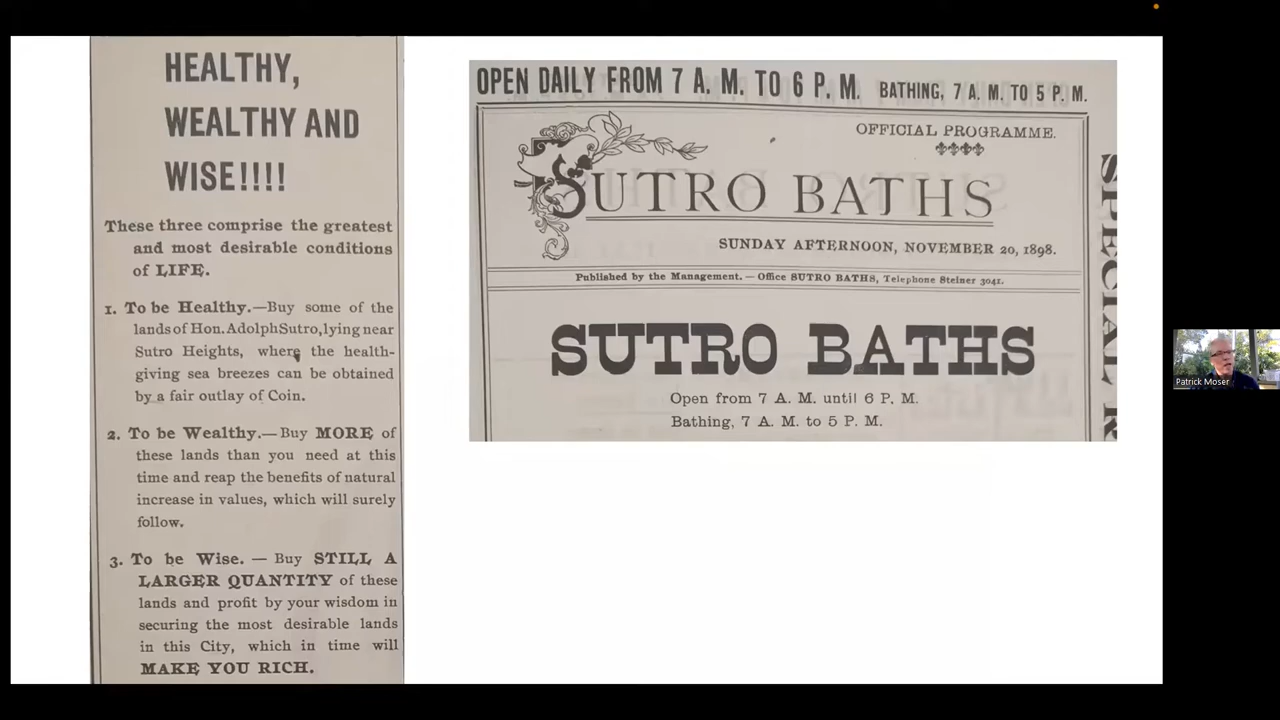 HEALTHY,
WEALTHY AND
WISE!!!!
These three comprise the greatest
and most desirable conditions
of LIFE.
1. To be Healthy.—Buy some of the
lands of Hon. Adolph Sutro, lying near
Sutro Heights, where the health-
giving sea breezes can be obtained
by a fair outlay of Coin.
2. To be Wealthy.—Buy MORE of
these lands than you need at this
time and reap the benefits of natural
increase in values, which will surely
follow.
3. To be Wise. — Buy STILL A
LARGER QUANTITY of these
lands and profit by your wisdom in
securing the most desirable lands
in this City, which in time will
MAKE YOU RICH.
OPEN DAILY FROM 7 A. M. TO 6 P. M. BATHING, 7 A. M. TO 5 P. M.
OFFICIAL PROGRAMME.
SUTRO BATHS
SUNDAY AFTERNOON, NOVEMBER 20, 1898.
Published by the Management. — Office SUTRO BATHS, Telephone Steiner 3041.
SUTRO BATHS
Open from 7 A. M. until 6 P. M.
Bathing, 7 A. M. to 5 P. M.
SPECIAL
Patrick Moser